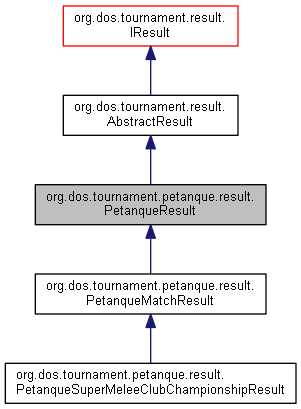 org.dos.tournament.result.
IResult
org.dos.tournament.result.
AbstractResult
org.dos.tournament.petanque.result.
PetanqueResult
org.dos.tournament.petanque.result.
PetanqueMatchResult
org.dos.tournament.petanque.result.
PetanqueSuperMeleeClubChampionshipResult